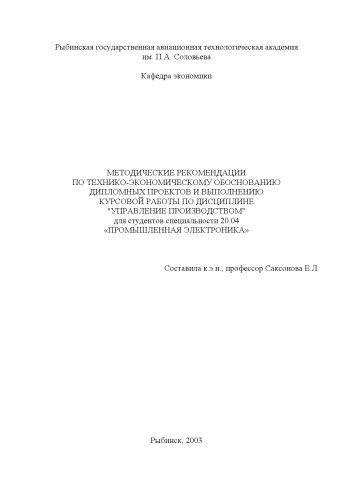 Рыбинская государственная авиационная технологическая академия
им. П.А. Соловьева
Кафедра экономики
МЕТОДИЧЕСКИЕ РЕКОМЕНДАЦИИ
ПО ТЕХНИКО-ЭКОНОМИЧЕСКОМУ ОБОСНОВАНИЮ
ДИПЛОМНЫХ ПРОЕКТОВ И ВЫПОЛНЕНИЮ
КУРСОВОЙ РАБОТЫ ПО ДИСЦИПЛИНЕ
"УПРАВЛЕНИЕ ПРОИЗВОДСТВОМ"
для студентов специальности 20.04
«ПРОМЫШЛЕННАЯ ЭЛЕКТРОНИКА»
Составила к.э.н., профессор Саксонова Е.Л.
Рыбинск, 2003